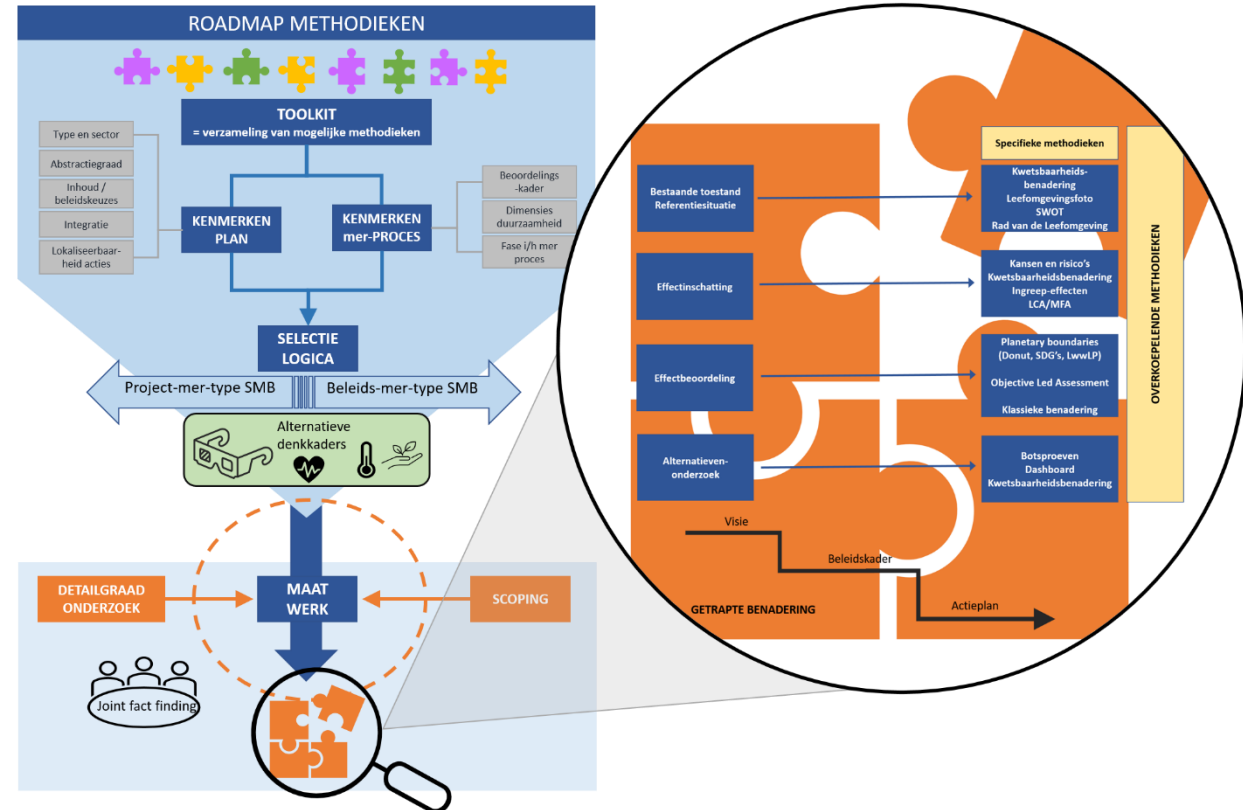 ROADMAP METHODIEKEN
TOOLKIT
= verzameling van mogelijke methodieken
Type en sector
Abstractiegraad
Inhoud /
beleidskeuzes
Integratie
Lokaliseerbaar-
heid acties
KENMERKEN
PLAN
KENMERKEN
mer-PROCES
Beoordelings
-kader
Dimensies
duurzaamheid
Fase i/h mer
proces
SELECTIE
LOGICA
Project-mer-type SMB
Beleids-mer-type SMB
Alternatieve
denkkaders
DETAILGRAAD
ONDERZOEK
MAAT
WERK
SCOPING
Joint fact finding
Specifieke methodieken
Bestaande toestand
Referentiesituatie
Kwetsbaarheids-
benadering
Leefomgevingsfoto
SWOT
Rad van de Leefomgeving
Effectinschatting
Kansen en risico's
Kwetsbaarheidsbenadering
Ingreep-effecten
LCA/MFA
Effectbeoordeling
Planetary boundaries
(Donut, SDG's, LwwLP)
Objective Led Assessment
Klassieke benadering
Alternatieven-
onderzoek
Botsproeven
Dashboard
Kwetsbaarheidsbenadering
OVERKOEPELENDE METHODIEKEN
Visie
Beleidskader
Actieplan
GETRAPTE BENADERING